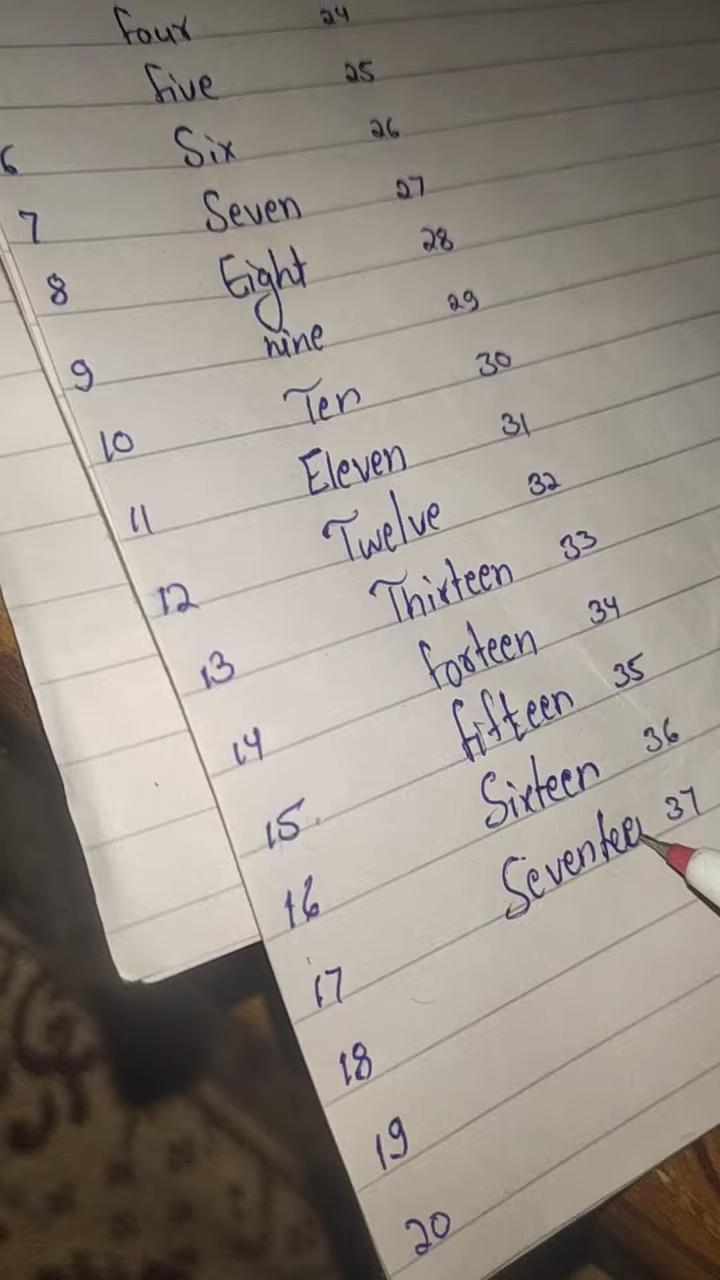 four 24
five 25
6 Six 26
7 Seven 27
8 Eight 28
9 nine 29
10 Ten 30
11 Eleven 31
12 Twelve 32
13 Thirteen 33
14 forteen 34
15 fifteen 35
16 Sixteen 36
17 Seventee 37
18
19
20